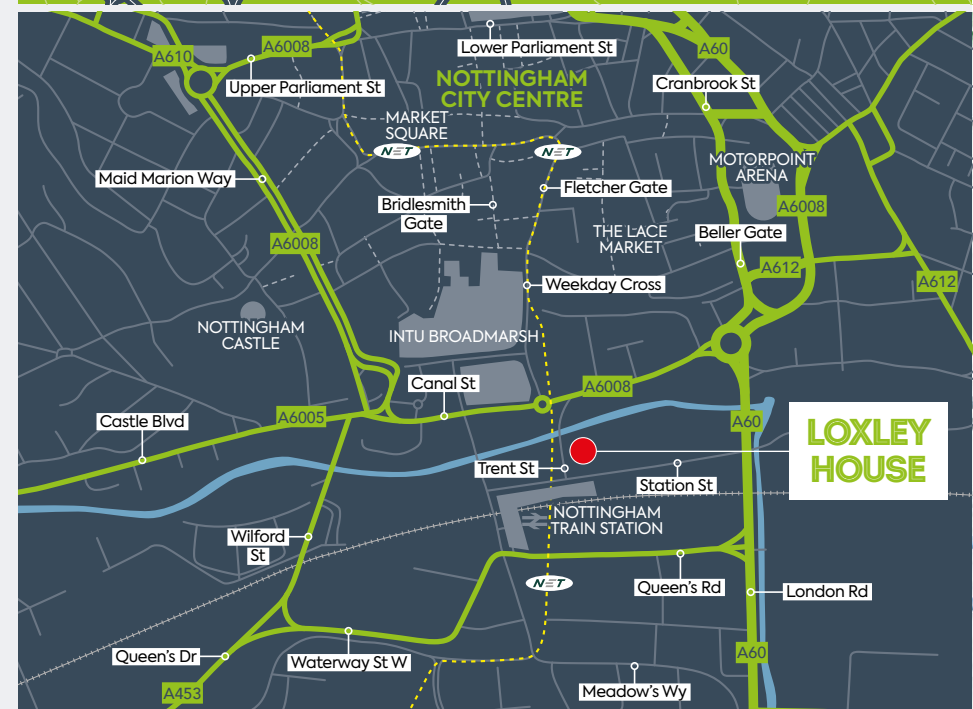 Lower Parliament St
A60
A610
A6008
NOTTINGHAM
CITY CENTRE
Upper Parliament St
Cranbrook St
MARKET
SQUARE
NET
NET
MOTORPOINT
ARENA
Maid Marion Way
Fletcher Gate
Bridlesmith
Gate
A6008
THE LACE
MARKET
Beller Gate
A6008
A612
A612
Weekday Cross
NOTTINGHAM
CASTLE
INTU BROADMARSH
Canal St
A6008
Castle Blvd
A6005
A60
LOXLEY
HOUSE
Trent St
Station St
NOTTINGHAM
TRAIN STATION
Wilford
St
NET
Queen's Rd
London Rd
Queen's Dr
Waterway St W
A60
A453
Meadow's Wy